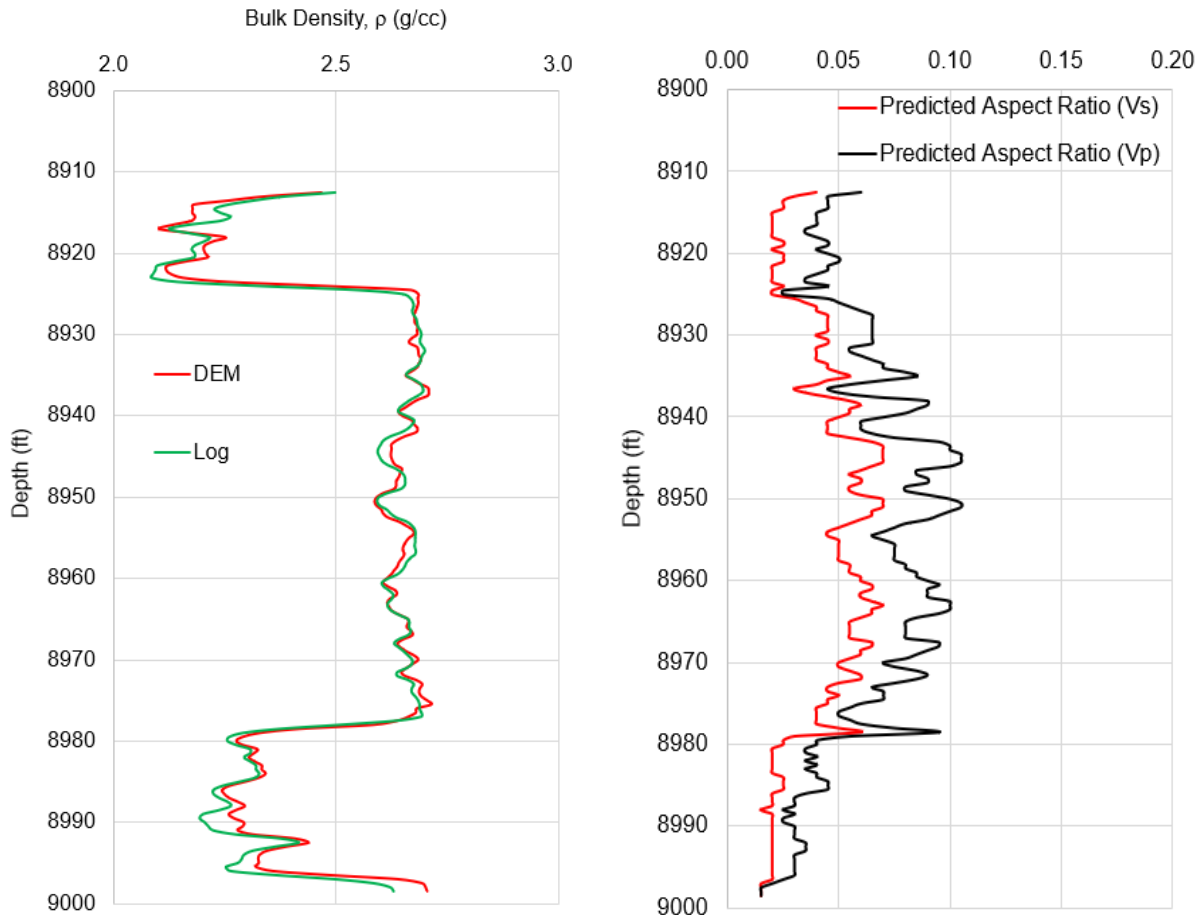 Bulk Density, ρ (g/cc)
2.0 2.5 3.0
8900
8910
8920
8930
8940
8950
8960
8970
8980
8990
9000
Depth (ft)
DEM
Log
0.00 0.05 0.10 0.15 0.20
8900
8910
8920
8930
8940
8950
8960
8970
8980
8990
9000
Depth (ft)
Predicted Aspect Ratio (Vs)
Predicted Aspect Ratio (Vp)